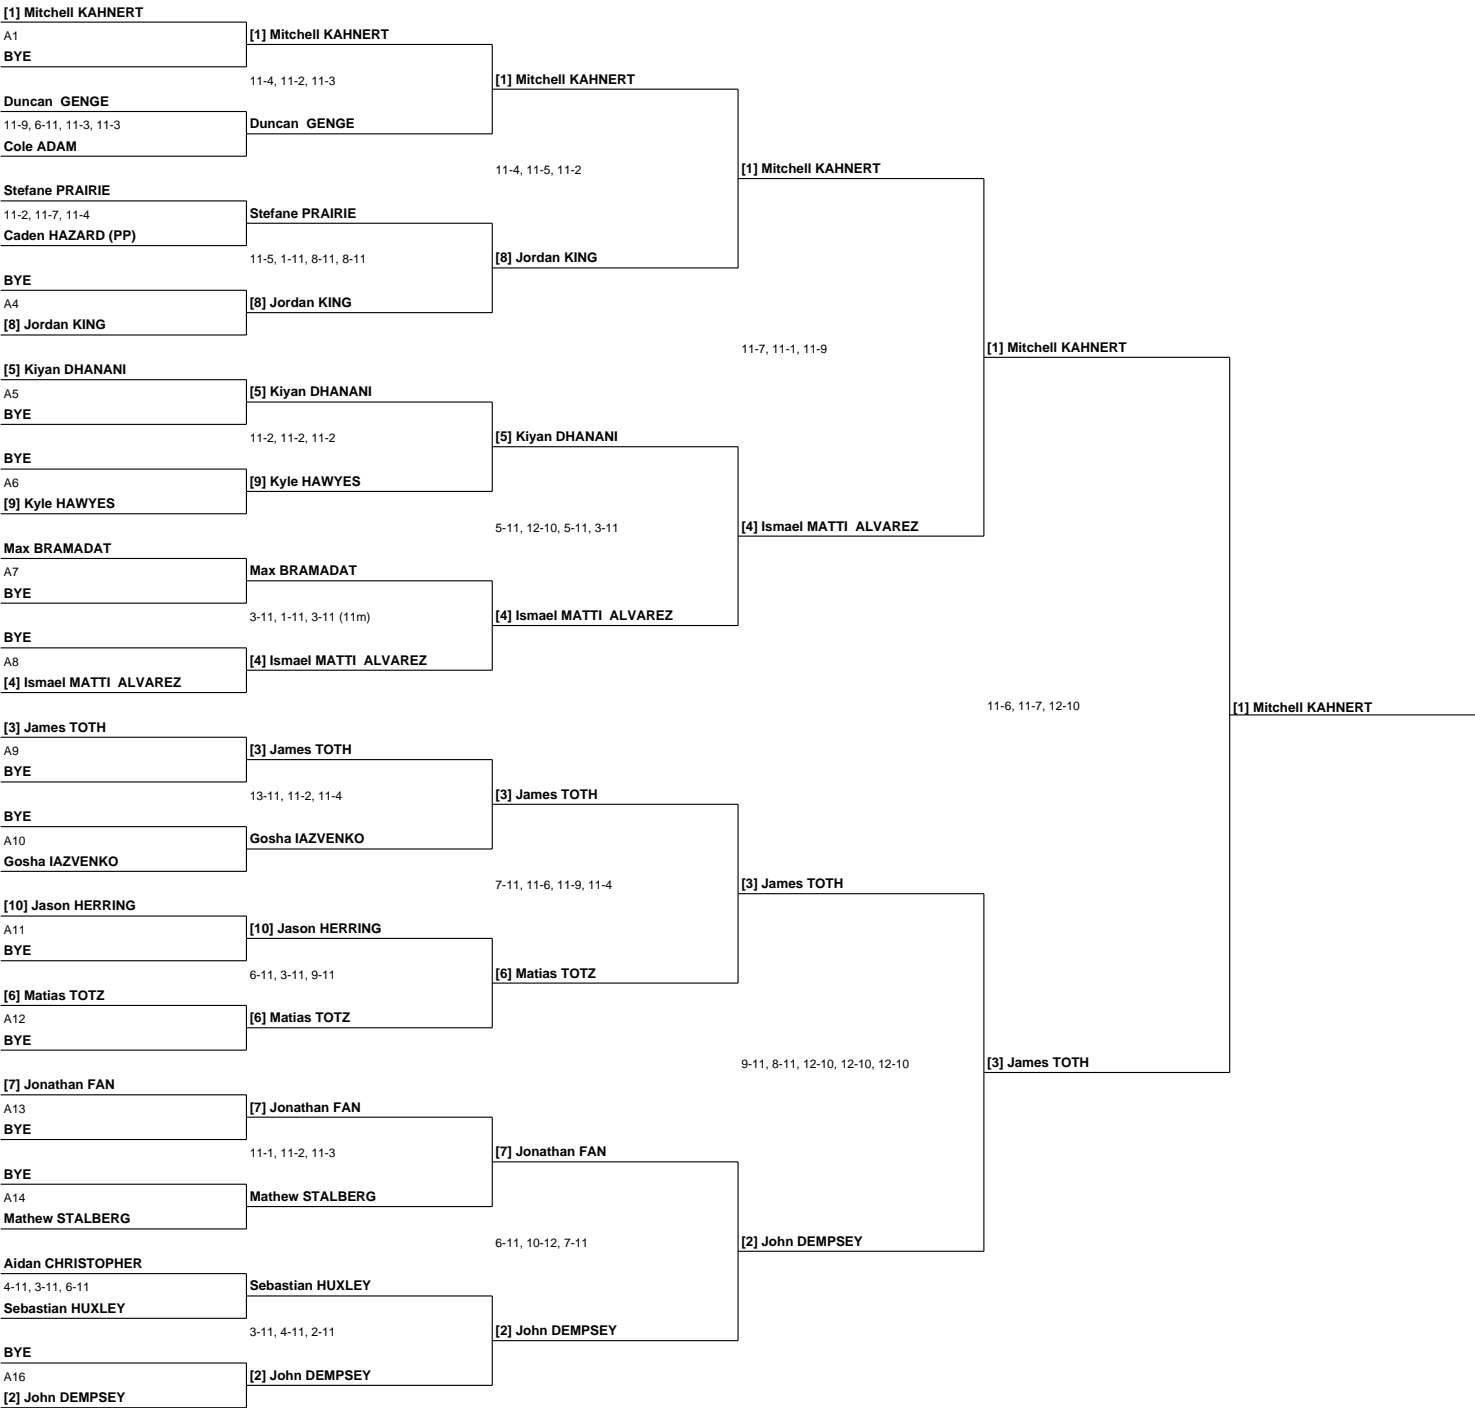 [1] Mitchell KAHNERT
A1
BYE
Duncan  GENGE
11-9, 6-11, 11-3, 11-3
Cole ADAM
Stefane PRAIRIE
11-2, 11-7, 11-4
Caden HAZARD (PP)
BYE
A4
[8] Jordan KING
[5] Kiyan DHANANI
A5
BYE
BYE
A6
[9] Kyle HAWYES
Max BRAMADAT
A7
BYE
BYE
A8
[4] Ismael MATTI  ALVAREZ
[3] James TOTH
A9
BYE
BYE
A10
Gosha IAZVENKO
[10] Jason HERRING
A11
BYE
[6] Matias TOTZ
A12
BYE
[7] Jonathan FAN
A13
BYE
BYE
A14
Mathew STALBERG
Aidan CHRISTOPHER
4-11, 3-11, 6-11
Sebastian HUXLEY
BYE
A16
[2] John DEMPSEY
[1] Mitchell KAHNERT
11-4, 11-2, 11-3
Duncan  GENGE
Stefane PRAIRIE
11-5, 1-11, 8-11, 8-11
[8] Jordan KING
[5] Kiyan DHANANI
11-2, 11-2, 11-2
[9] Kyle HAWYES
Max BRAMADAT
3-11, 1-11, 3-11 (11m)
[4] Ismael MATTI  ALVAREZ
[3] James TOTH
13-11, 11-2, 11-4
Gosha IAZVENKO
[10] Jason HERRING
6-11, 3-11, 9-11
[6] Matias TOTZ
[7] Jonathan FAN
11-1, 11-2, 11-3
Mathew STALBERG
Sebastian HUXLEY
3-11, 4-11, 2-11
[2] John DEMPSEY
[1] Mitchell KAHNERT
11-4, 11-5, 11-2
[8] Jordan KING
[5] Kiyan DHANANI
5-11, 12-10, 5-11, 3-11
[4] Ismael MATTI  ALVAREZ
[3] James TOTH
7-11, 11-6, 11-9, 11-4
[6] Matias TOTZ
[7] Jonathan FAN
6-11, 10-12, 7-11
[2] John DEMPSEY
[1] Mitchell KAHNERT
11-7, 11-1, 11-9
[4] Ismael MATTI  ALVAREZ
[3] James TOTH
9-11, 8-11, 12-10, 12-10, 12-10
[2] John DEMPSEY
[1] Mitchell KAHNERT
11-6, 11-7, 12-10
[3] James TOTH
[1] Mitchell KAHNERT